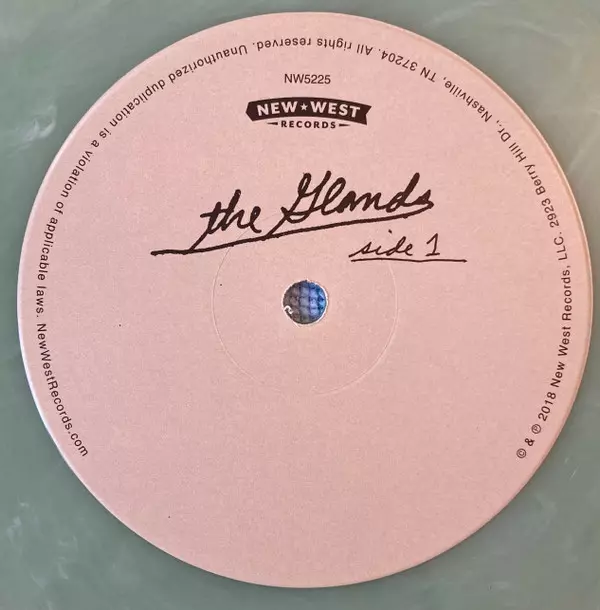 NW5225
NEW★WEST
RECORDS
the Glands
side 1
© & ℗ 2018 New West Records, LLC. 2923 Berry Hill Dr., Nashville, TN 37204. All rights reserved. Unauthorized duplication is a violation of applicable laws. NewWestRecords.com